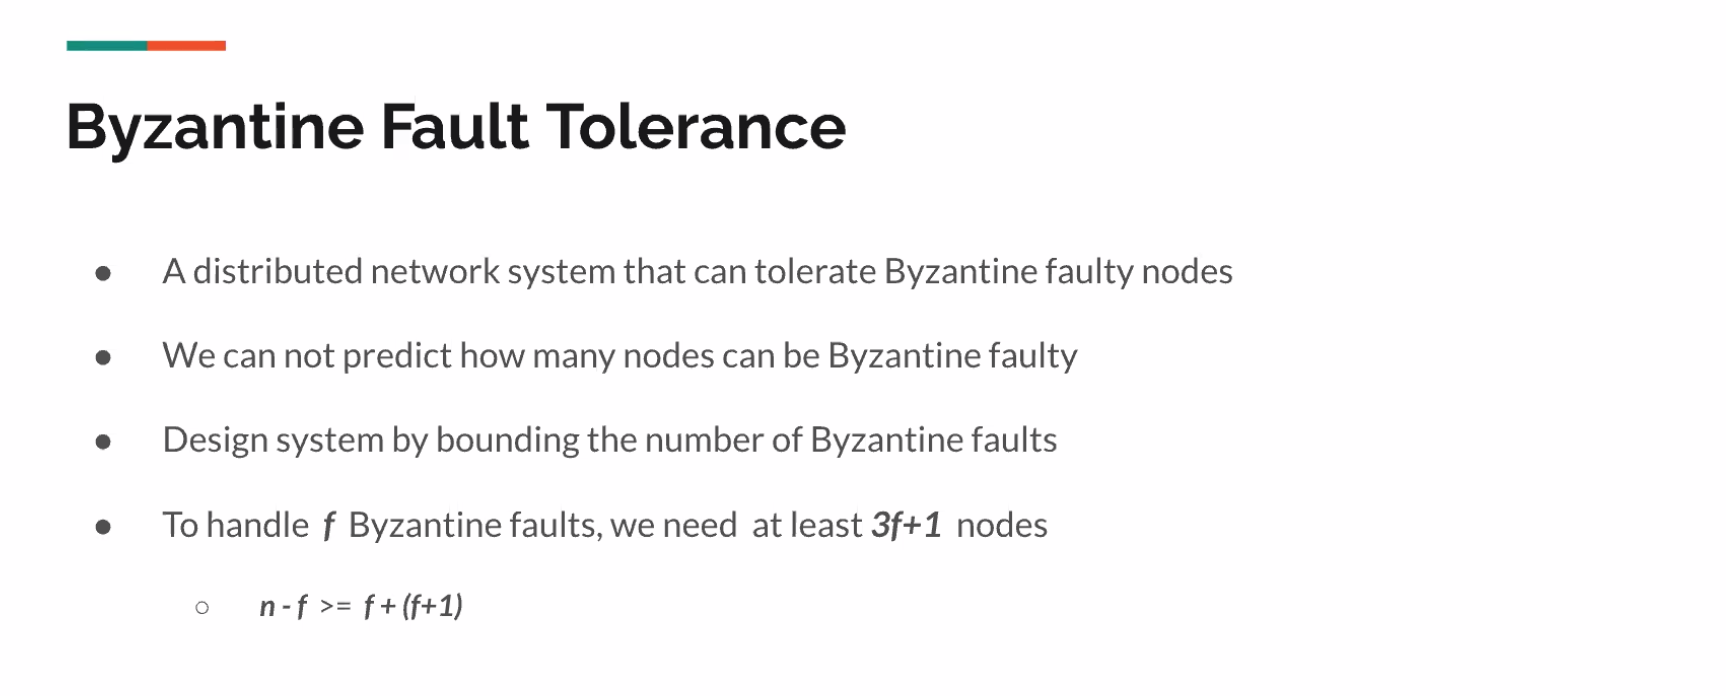 Byzantine Fault Tolerance
● A distributed network system that can tolerate Byzantine faulty nodes
● We can not predict how many nodes can be Byzantine faulty
● Design system by bounding the number of Byzantine faults
● To handle f Byzantine faults, we need at least 3f+1 nodes
○ n - f >= f + (f+1)